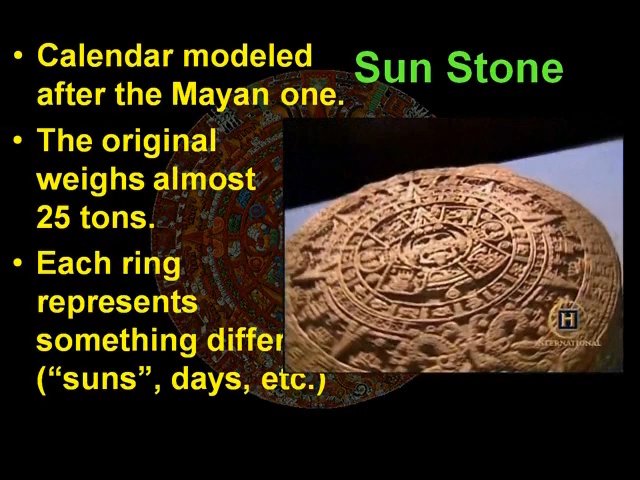 Sun Stone
• Calendar modeled
after the Mayan one.
• The original
weighs almost
25 tons.
• Each ring
represents
something differ
(“suns”, days, etc.)
H
INTERNATIONAL